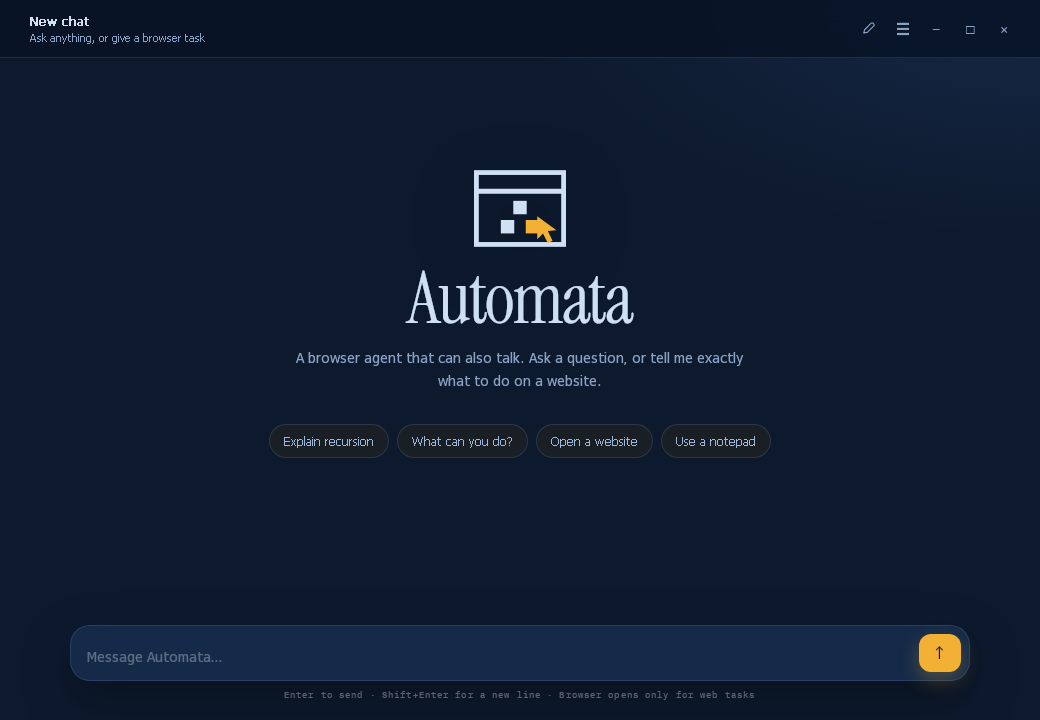 New chat
Ask anything, or give a browser task
Automata
A browser agent that can also talk. Ask a question, or tell me exactly
what to do on a website.
Explain recursion
What can you do?
Open a website
Use a notepad
Message Automata...
Enter to send · Shift+Enter for a new line · Browser opens only for web tasks